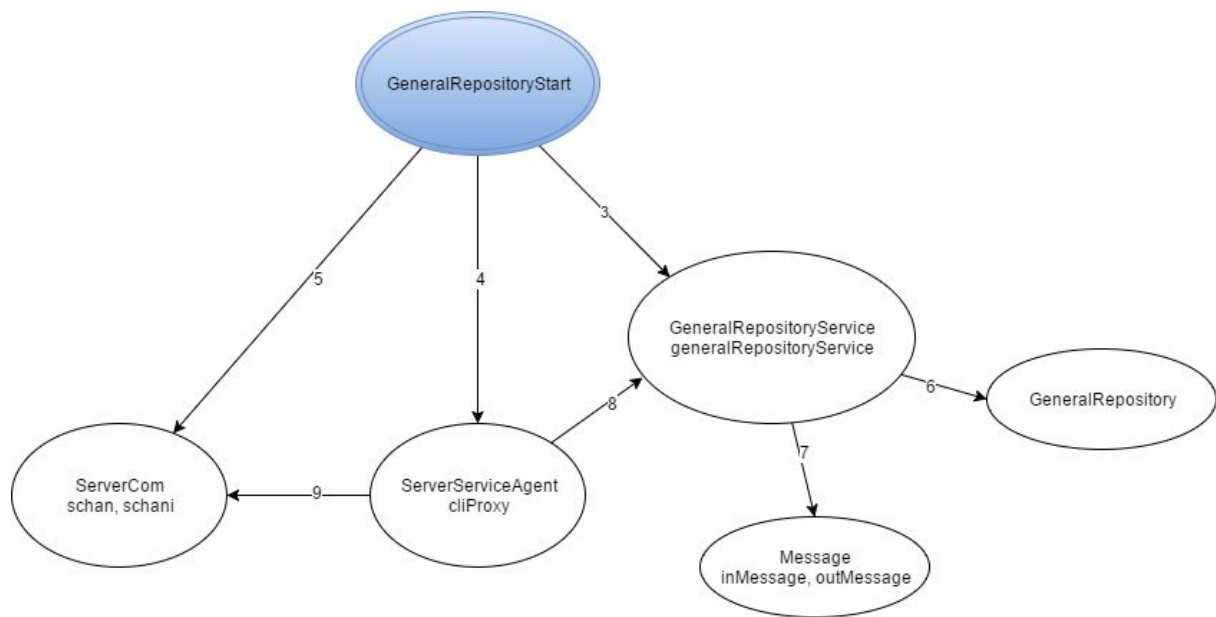 GeneralRepositoryStart
3
5
4
GeneralRepositoryService
generalRepositoryService
6
GeneralRepository
8
7
ServerCom
schan, schani
9
ServerServiceAgent
cliProxy
Message
inMessage, outMessage